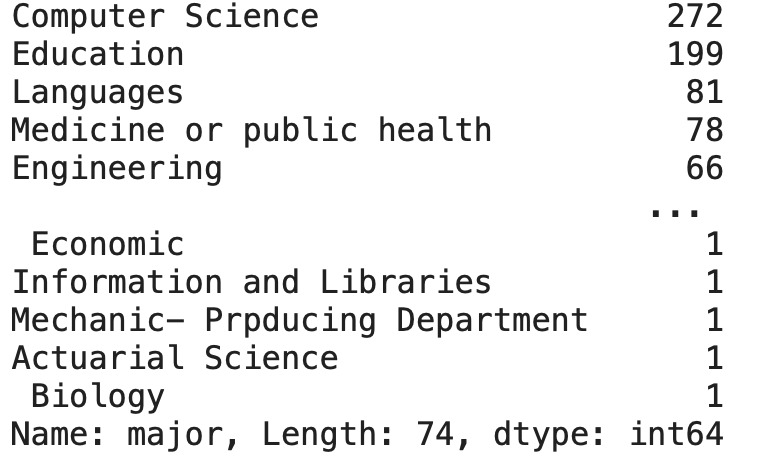 Computer Science 272
Education 199
Languages 81
Medicine or public health 78
Engineering 66
...
Economic 1
Information and Libraries 1
Mechanic- Prpducing Department 1
Actuarial Science 1
Biology 1
Name: major, Length: 74, dtype: int64